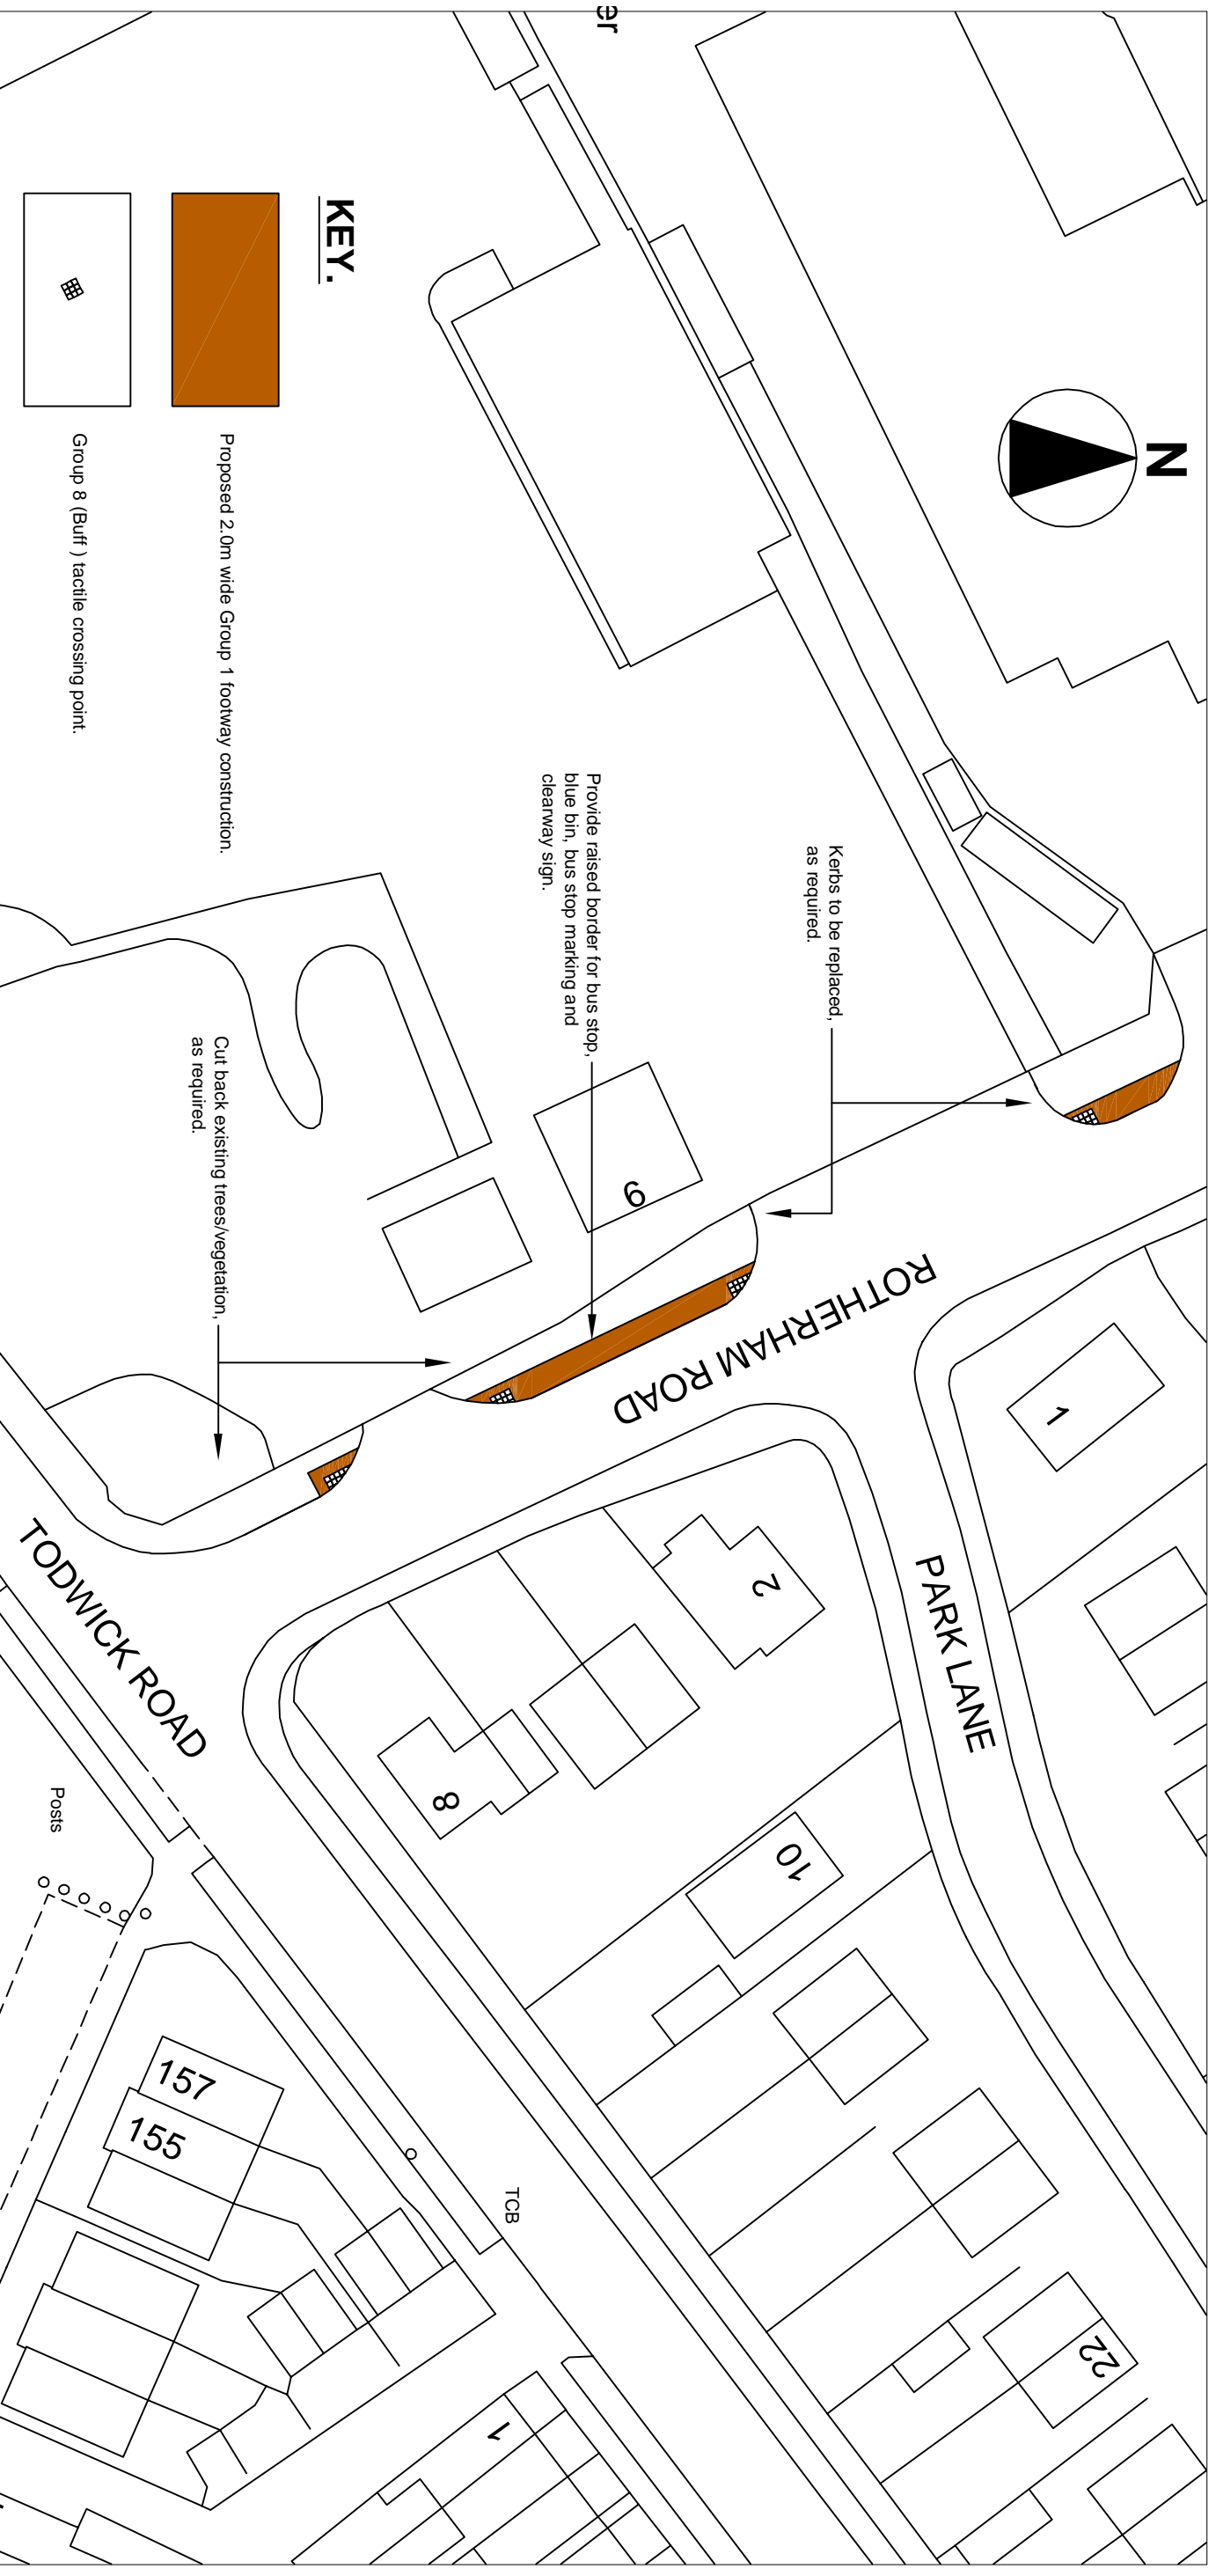 er
N
KEY.
Proposed 2.0m wide Group 1 footway construction.
Group 8 (Buff ) tactile crossing point.
Kerbs to be replaced,
as required.
Provide raised border for bus stop,
blue bin, bus stop marking and
clearway sign.
Cut back existing trees/vegetation,
as required.
9
ROTHERHAM ROAD
1
2
PARK LANE
TODWICK ROAD
8
10
Posts
157
155
TCB
22
1